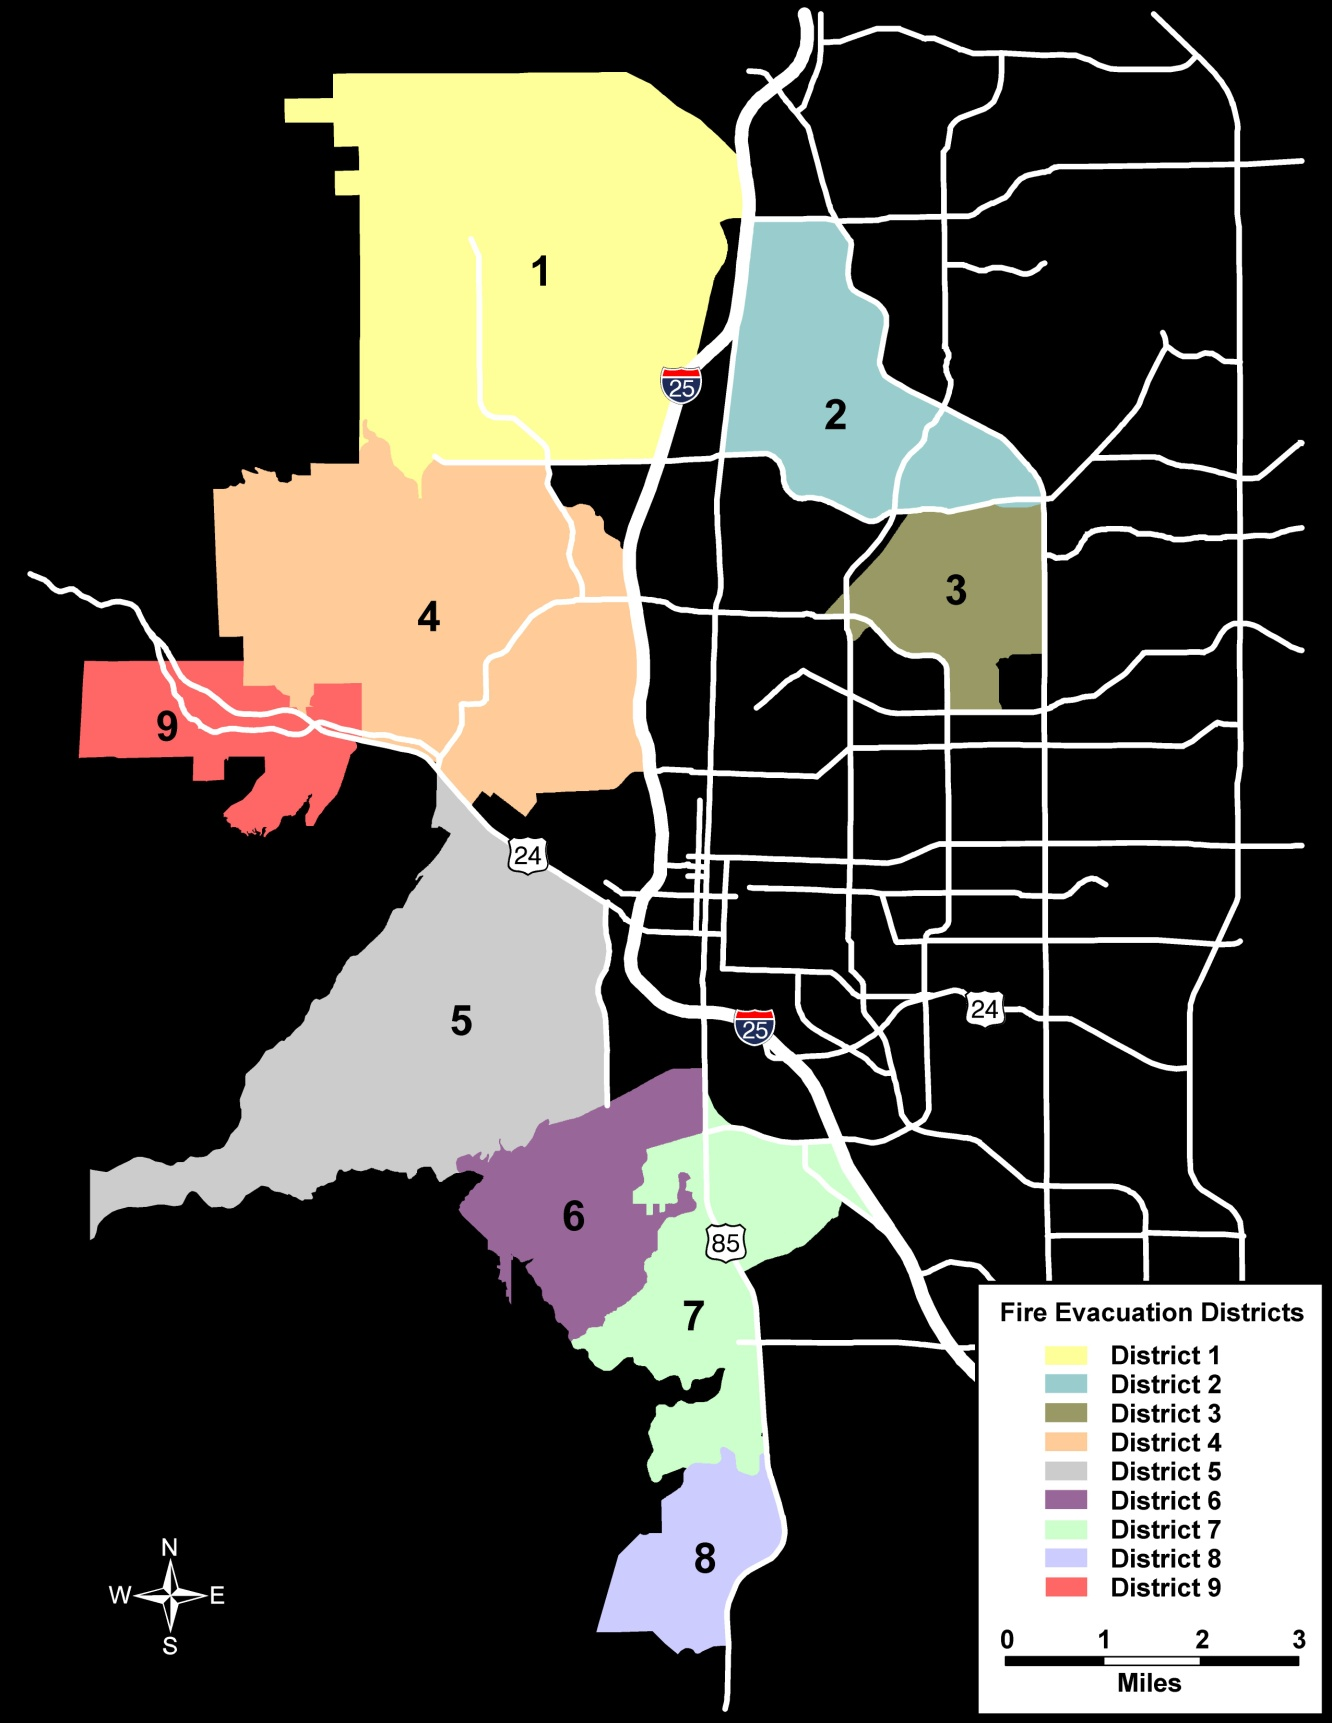 1
25
2
3
4
9
24
5
24
25
6
85
7
8
Fire Evacuation Districts
District 1
District 2
District 3
District 4
District 5
District 6
District 7
District 8
District 9
N
W E
S
0 1 2 3
Miles